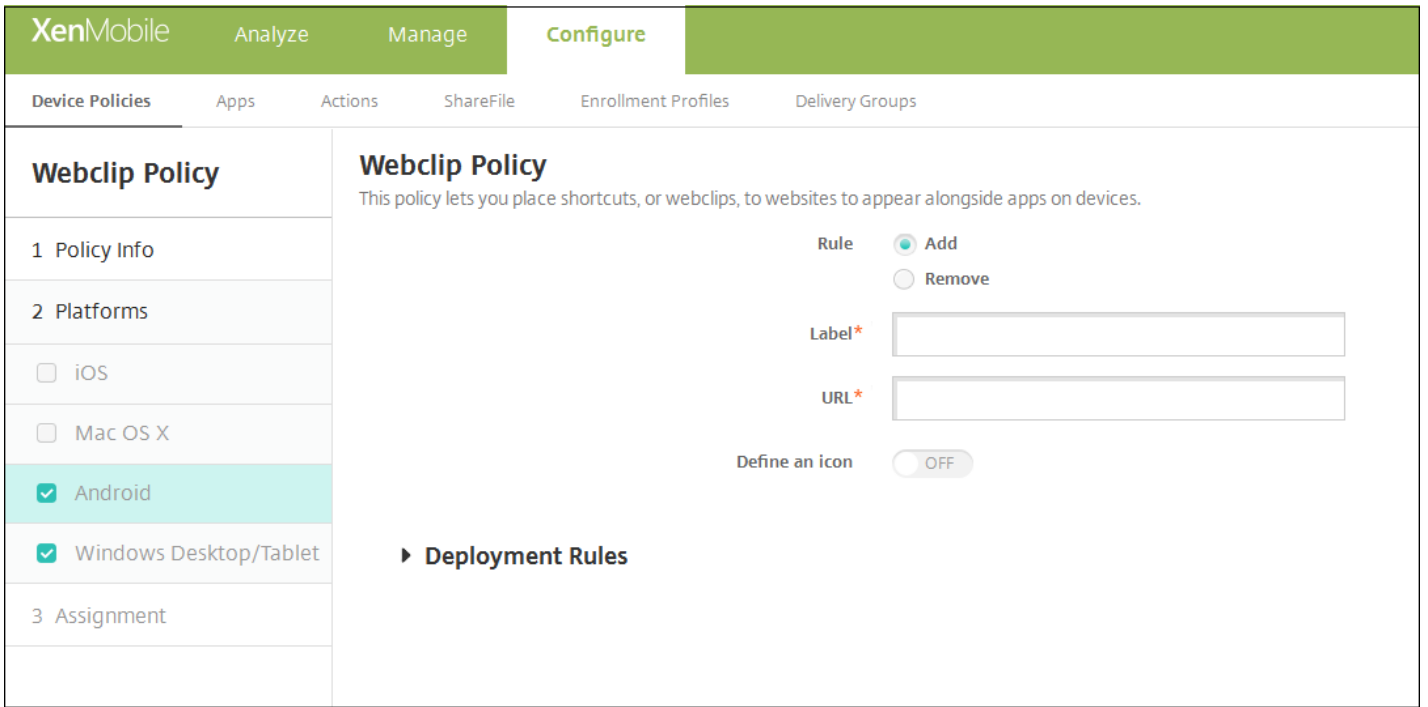 XenMobile Analyze Manage Configure
Device Policies Apps Actions ShareFile Enrollment Profiles Delivery Groups
Webclip Policy
1 Policy Info
2 Platforms
iOS
Mac OS X
Android
Windows Desktop/Tablet
3 Assignment
Webclip Policy
This policy lets you place shortcuts, or webclips, to websites to appear alongside apps on devices.
Rule Add
Remove
Label*
URL*
Define an icon OFF
Deployment Rules